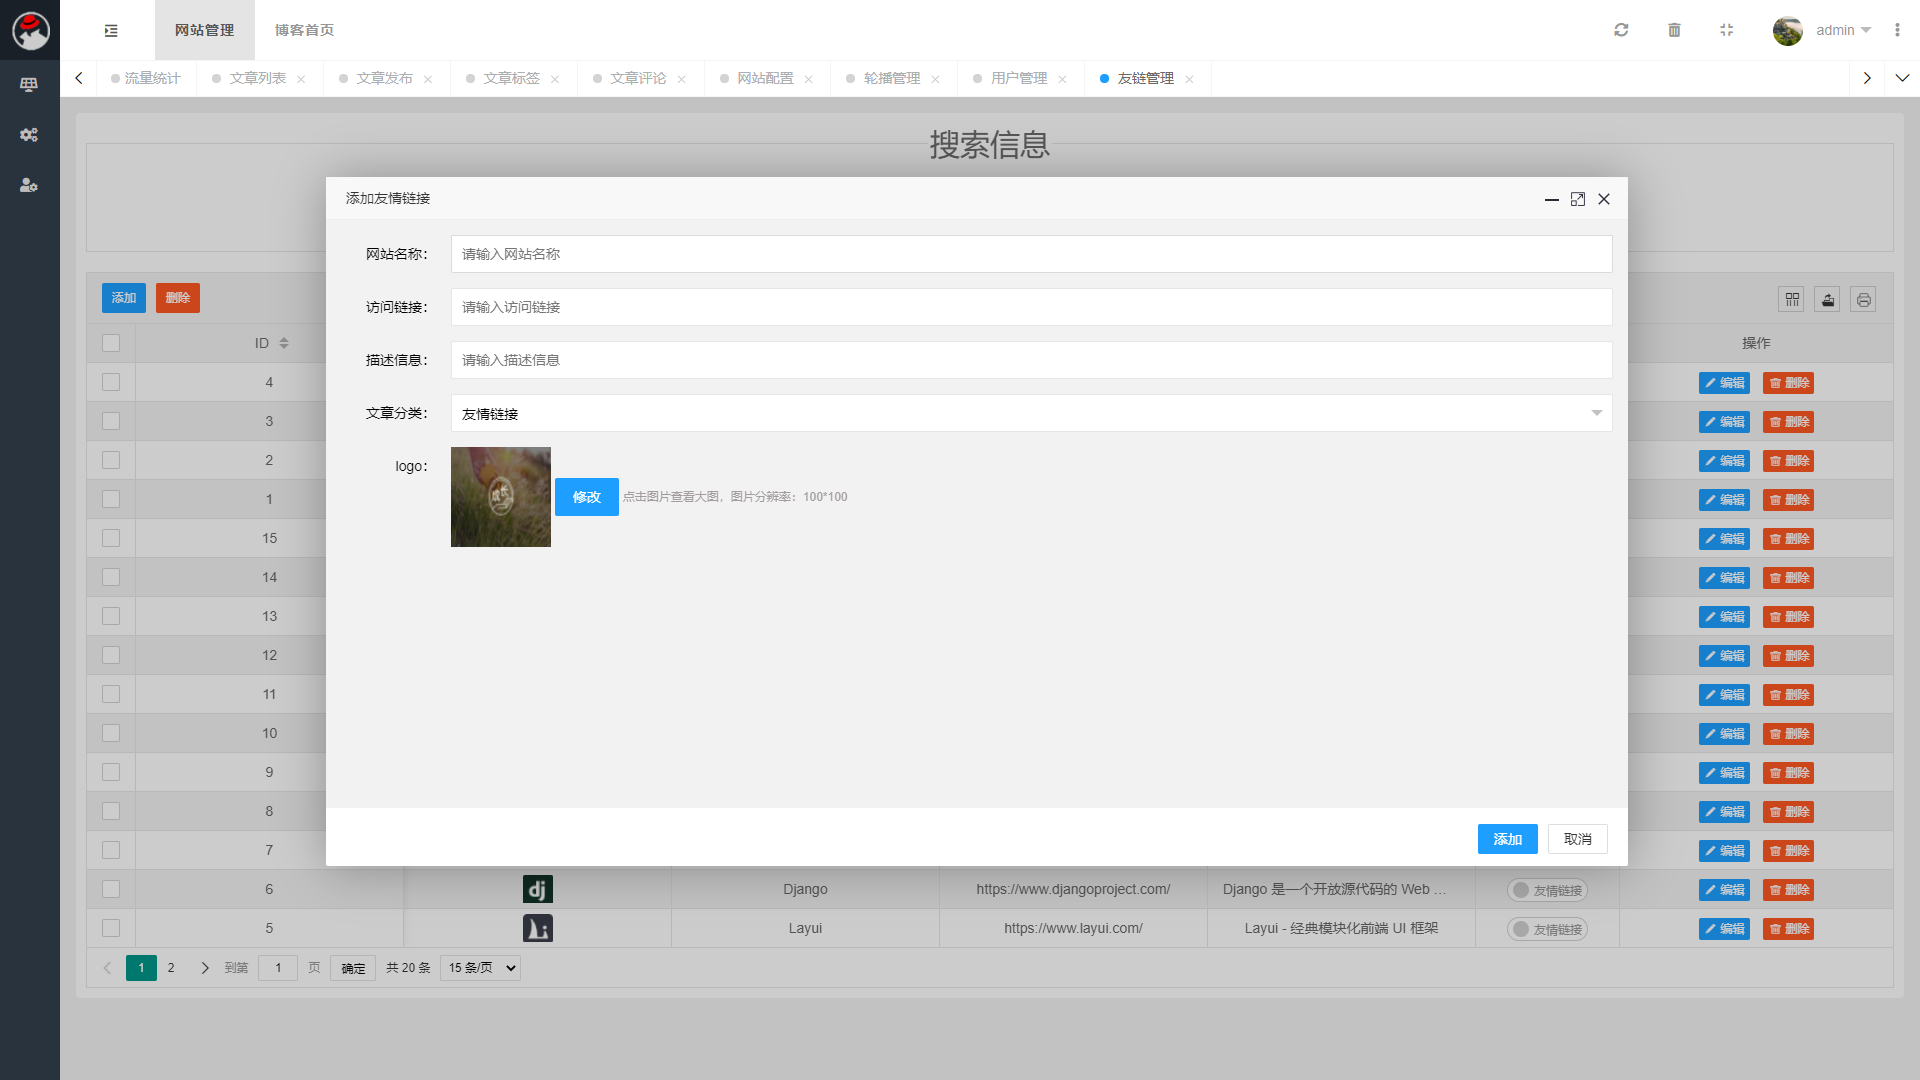 网站管理 博客首页 admin
流量统计 文章列表 文章发布 文章标签 文章评论 网站配置 轮播管理 用户管理 友链管理
搜索信息
添加友情链接
网站名称： 请输入网站名称
访问链接： 请输入访问链接
描述信息： 请输入描述信息
文章分类： 友情链接
logo： 成长 修改 点击图片查看大图，图片分辨率：100*100
添加 取消
添加 删除
ID 操作
4 编辑 删除
3 编辑 删除
2 编辑 删除
1 编辑 删除
15 编辑 删除
14 编辑 删除
13 编辑 删除
12 编辑 删除
11 编辑 删除
10 编辑 删除
9 编辑 删除
8 编辑 删除
7 编辑 删除
6 dj Django https://www.djangoproject.com/ Django 是一个开放源代码的 Web ... 友情链接 编辑 删除
5 Layui https://www.layui.com/ Layui - 经典模块化前端 UI 框架 友情链接 编辑 删除
1 2 到第 1 页 确定 共 20 条 15 条/页